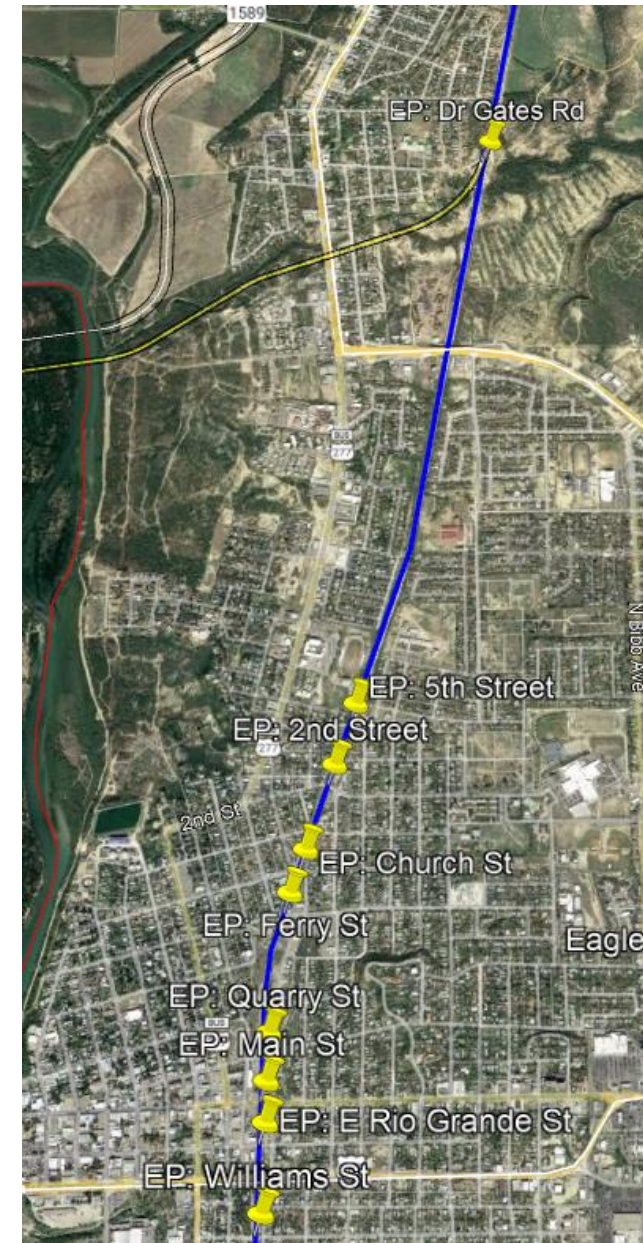 1589
EP: Dr Gates Rd
BUS
277
N Bibb Ave
EP: 5th Street
EP: 2nd Street
277
2nd St
EP: Church St
EP: Ferry St
Eagle
EP: Quarry St
BUS
EP: Main St
EP: E Rio Grande St
EP: Williams St